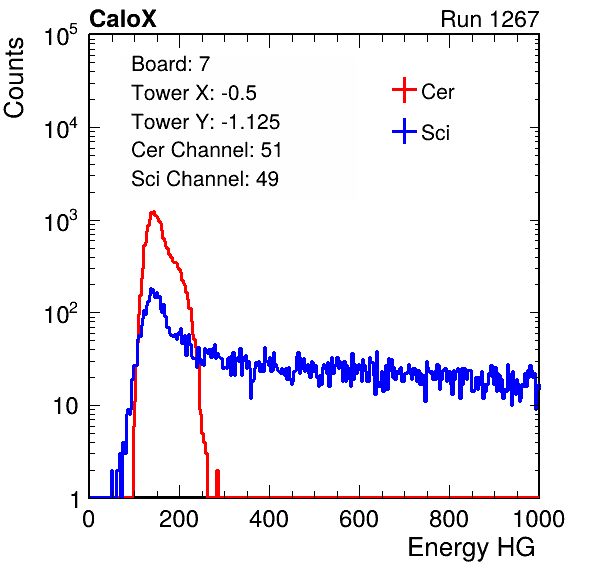 CaloX Run 1267
Counts
Board: 7
Tower X: -0.5
Tower Y: -1.125
Cer Channel: 51
Sci Channel: 49
Cer
Sci
10^5
10^4
10^3
10^2
10
1
0 200 400 600 800 1000
Energy HG